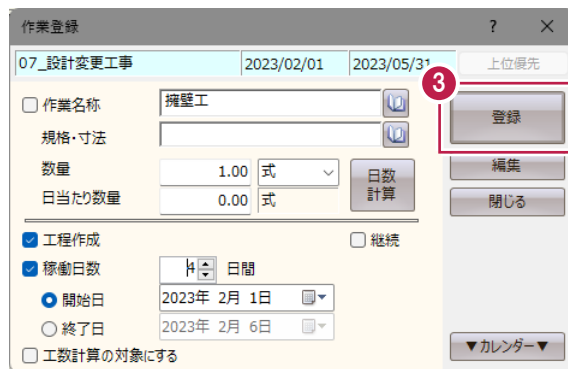 作業登録 ? ×
07_設計変更工事 2023/02/01 2023/05/31 上位優先
3
作業名称 擁壁工 登録
規格・寸法
数量 1.00 式 日数計算 編集
日当たり数量 0.00 式 閉じる
工程作成 継続
稼働日数 4 日間
開始日 2023年 2月 1日
終了日 2023年 2月 6日
工数計算の対象にする ▼カレンダー▼